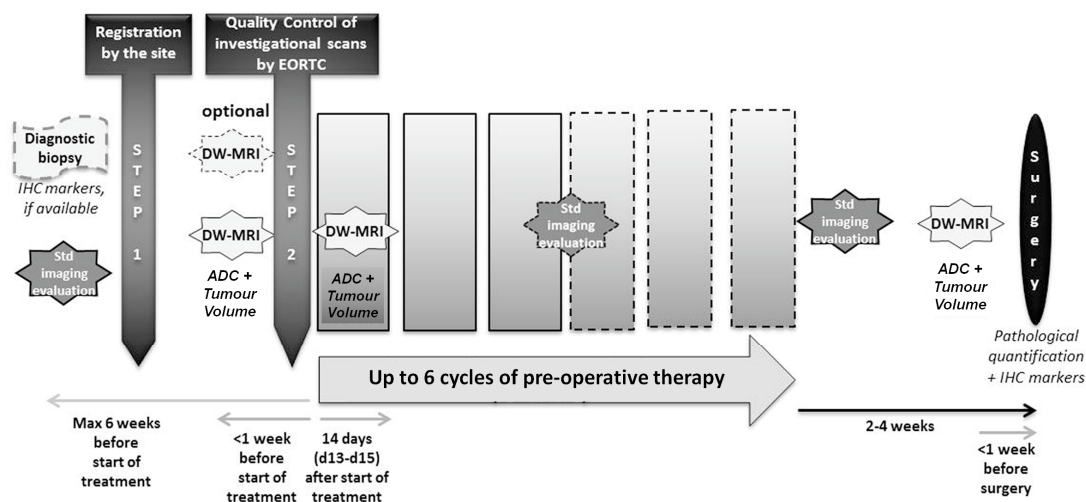 Registration
by the site
Quality Control of
investigational scans
by EORTC
STEP 1
STEP 2
Diagnostic
biopsy
IHC markers,
if available
Std
imaging
evaluation
optional
DW-MRI
DW-MRI
ADC +
Tumour
Volume
DW-MRI
ADC +
Tumour
Volume
Std
imaging
evaluation
Std
imaging
evaluation
DW-MRI
ADC +
Tumour
Volume
Surgery
Pathological
quantification
+ IHC markers
Up to 6 cycles of pre-operative therapy
Max 6 weeks
before
start of
treatment
<1 week
before
start of
treatment
14 days
(d13-d15)
after start of
treatment
2-4 weeks
<1 week
before
surgery